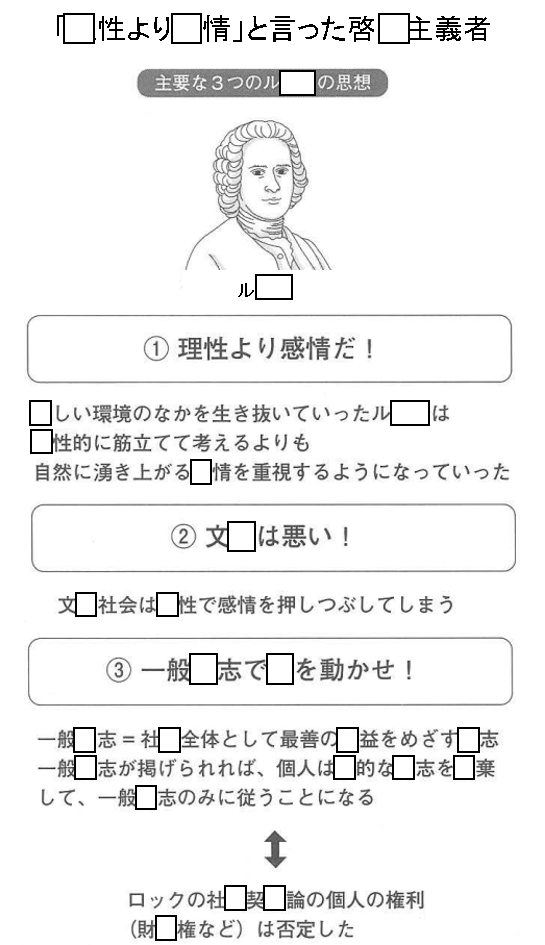 「□性より□情」と言った啓□主義者
主要な3つのル□の思想
ル□
① 理性より感情だ！
□しい環境のなかを生き抜いていったル□は
□性的に筋立てて考えるよりも
自然に湧き上がる□情を重視するようになっていった
② 文□は悪い！
文□社会は□性で感情を押しつぶしてしまう
③ 一般□志で□を動かせ！
一般□志＝社□全体として最善の□益をめざす□志
一般□志が掲げられれば、個人は□的な□志を□棄
して、一般□志のみに従うことになる
ロックの社□契□論の個人の権利
（財□権など）は否定した